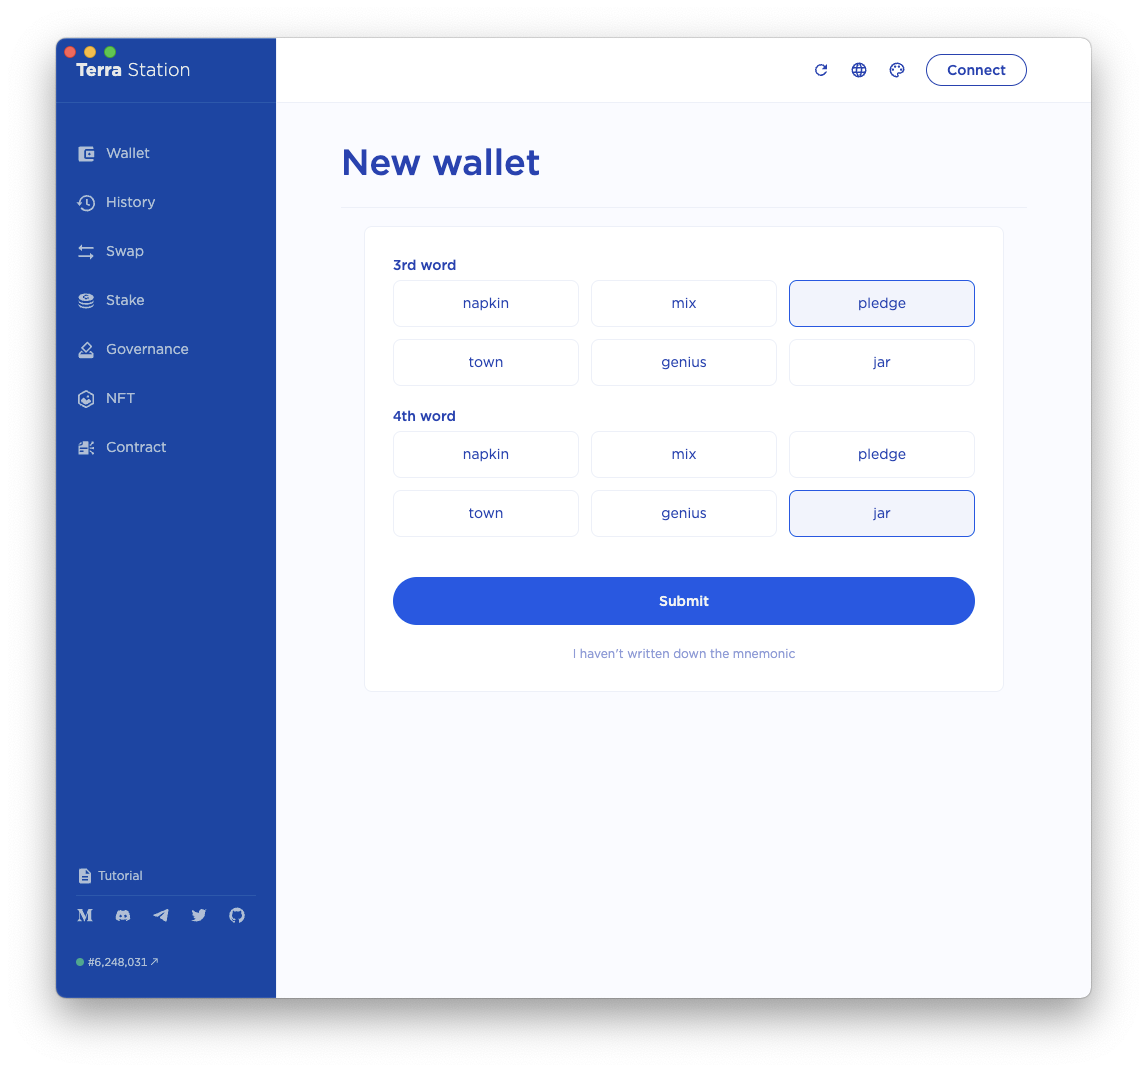 Terra Station
Connect
Wallet
History
Swap
Stake
Governance
NFT
Contract
New wallet
3rd word
napkin mix pledge
town genius jar
4th word
napkin mix pledge
town genius jar
Submit
I haven't written down the mnemonic
Tutorial
M
#6,248,031↗